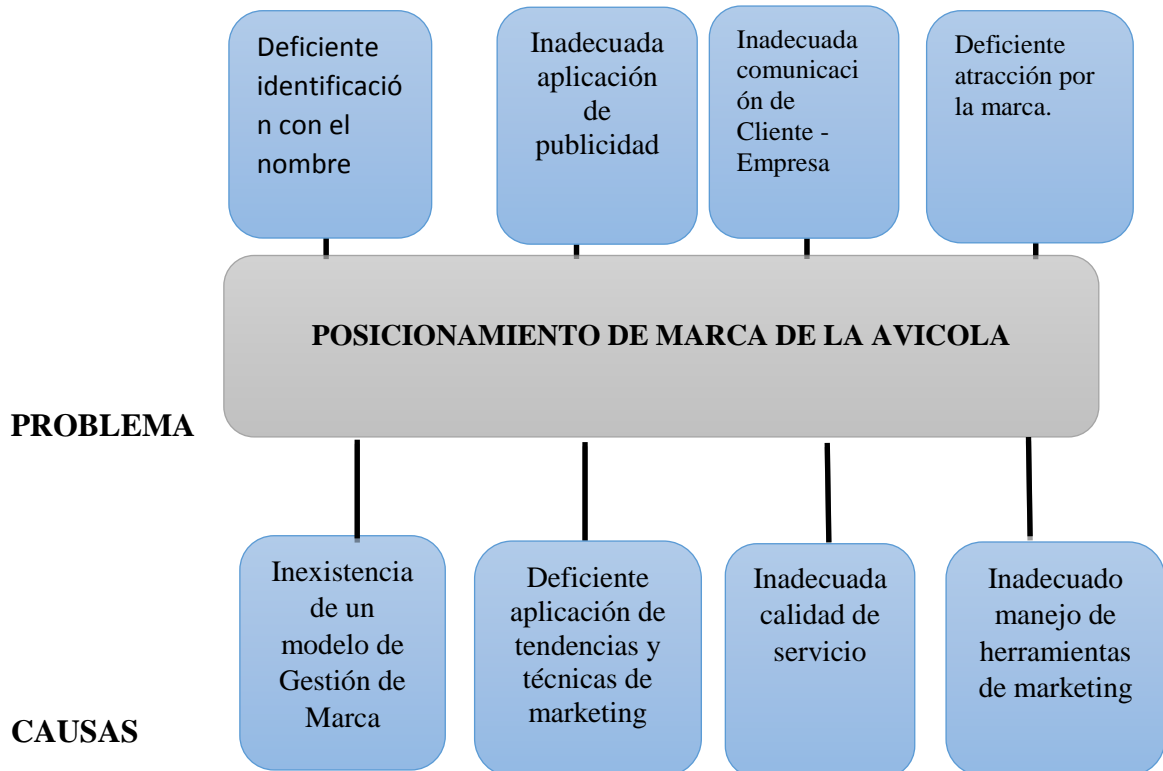 Deficiente
identificació
n con el
nombre
Inadecuada
aplicación
de
publicidad
Inadecuada
comunicaci
ón de
Cliente -
Empresa
Deficiente
atracción por
la marca.
POSICIONAMIENTO DE MARCA DE LA AVICOLA
PROBLEMA
Inexistencia
de un
modelo de
Gestión de
Marca
Deficiente
aplicación de
tendencias y
técnicas de
marketing
Inadecuada
calidad de
servicio
Inadecuado
manejo de
herramientas
de marketing
CAUSAS